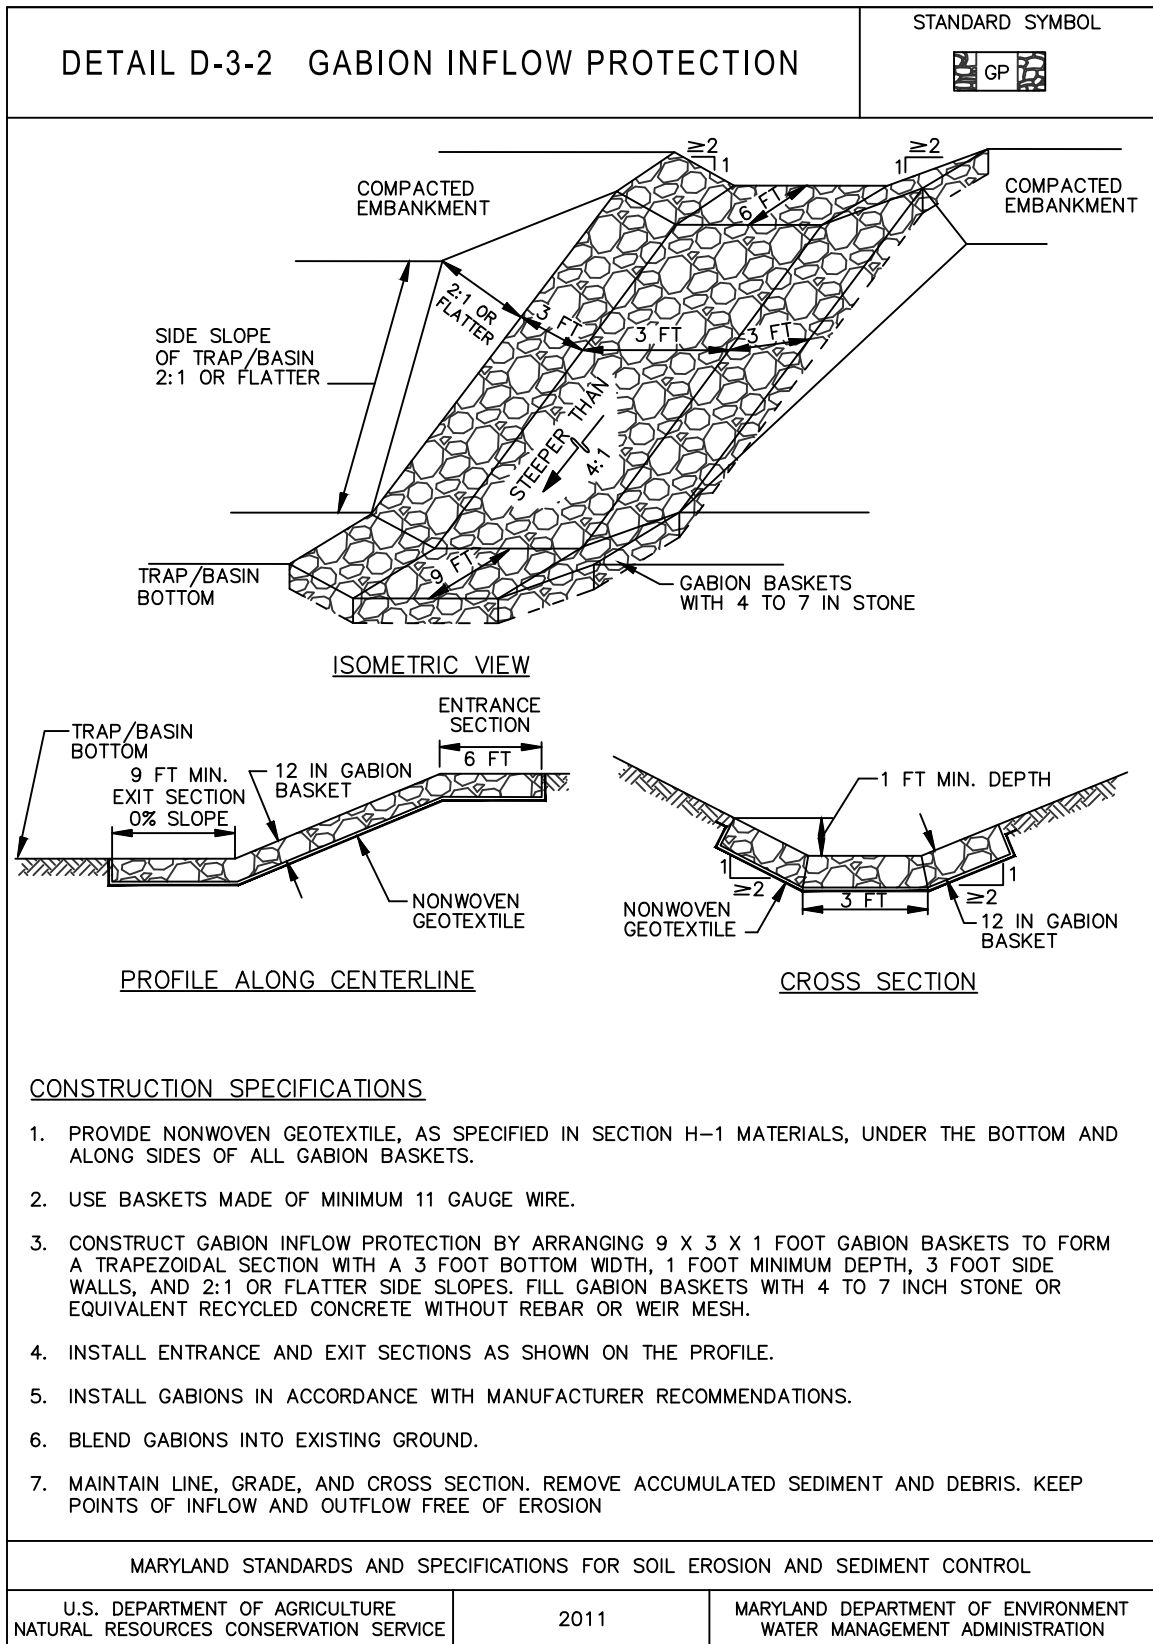 DETAIL D-3-2 GABION INFLOW PROTECTION
STANDARD SYMBOL
GP
≥2
1
≥2
1
COMPACTED
EMBANKMENT
COMPACTED
EMBANKMENT
6 FT
2:1 OR
FLATTER
3 FT
3 FT
3 FT
SIDE SLOPE
OF TRAP/BASIN
2:1 OR FLATTER
STEEPER THAN
4:1
9 FT
TRAP/BASIN
BOTTOM
GABION BASKETS
WITH 4 TO 7 IN STONE
ISOMETRIC VIEW
TRAP/BASIN
BOTTOM
9 FT MIN.
EXIT SECTION
0% SLOPE
12 IN GABION
BASKET
ENTRANCE
SECTION
6 FT
NONWOVEN
GEOTEXTILE
PROFILE ALONG CENTERLINE
1 FT MIN. DEPTH
1
≥2
1
≥2
3 FT
NONWOVEN
GEOTEXTILE
12 IN GABION
BASKET
CROSS SECTION
CONSTRUCTION SPECIFICATIONS
1. PROVIDE NONWOVEN GEOTEXTILE, AS SPECIFIED IN SECTION H-1 MATERIALS, UNDER THE BOTTOM AND
ALONG SIDES OF ALL GABION BASKETS.
2. USE BASKETS MADE OF MINIMUM 11 GAUGE WIRE.
3. CONSTRUCT GABION INFLOW PROTECTION BY ARRANGING 9 X 3 X 1 FOOT GABION BASKETS TO FORM
A TRAPEZOIDAL SECTION WITH A 3 FOOT BOTTOM WIDTH, 1 FOOT MINIMUM DEPTH, 3 FOOT SIDE
WALLS, AND 2:1 OR FLATTER SIDE SLOPES. FILL GABION BASKETS WITH 4 TO 7 INCH STONE OR
EQUIVALENT RECYCLED CONCRETE WITHOUT REBAR OR WEIR MESH.
4. INSTALL ENTRANCE AND EXIT SECTIONS AS SHOWN ON THE PROFILE.
5. INSTALL GABIONS IN ACCORDANCE WITH MANUFACTURER RECOMMENDATIONS.
6. BLEND GABIONS INTO EXISTING GROUND.
7. MAINTAIN LINE, GRADE, AND CROSS SECTION. REMOVE ACCUMULATED SEDIMENT AND DEBRIS. KEEP
POINTS OF INFLOW AND OUTFLOW FREE OF EROSION
MARYLAND STANDARDS AND SPECIFICATIONS FOR SOIL EROSION AND SEDIMENT CONTROL
U.S. DEPARTMENT OF AGRICULTURE
NATURAL RESOURCES CONSERVATION SERVICE
2011
MARYLAND DEPARTMENT OF ENVIRONMENT
WATER MANAGEMENT ADMINISTRATION